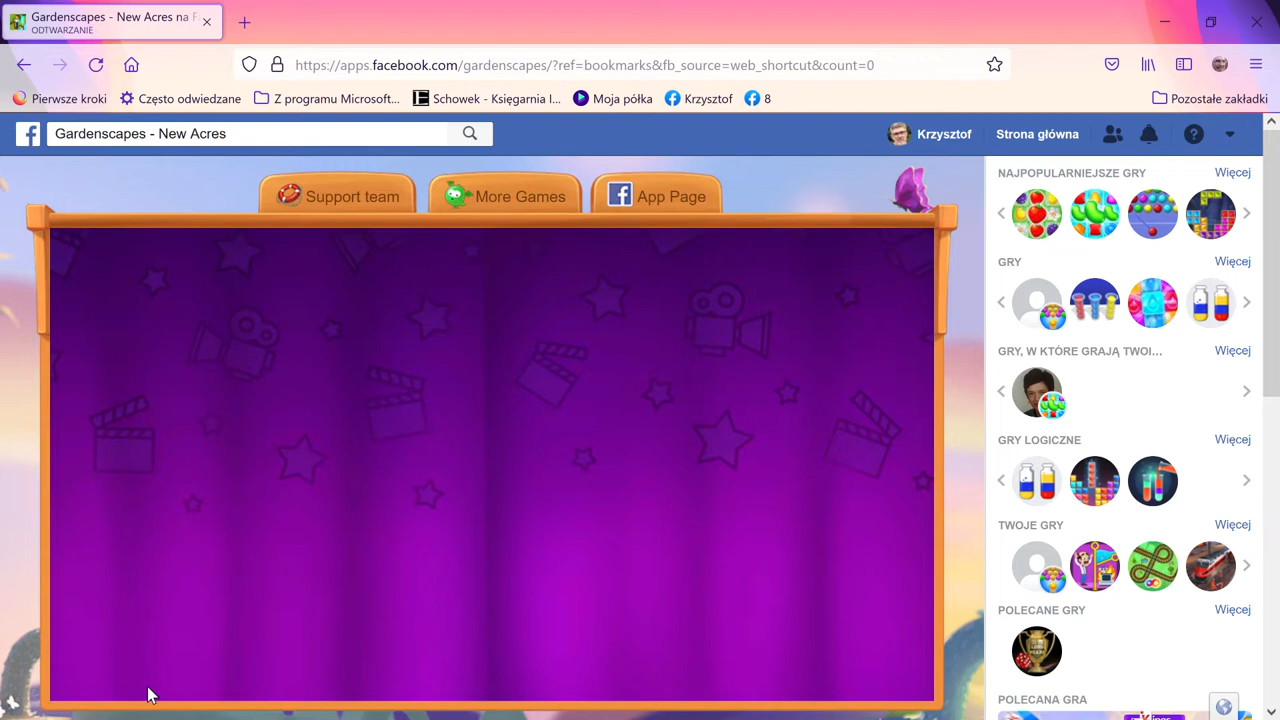 Gardenscapes - New Acres na F
ODTWARZANIE
https://apps.facebook.com/gardenscapes/?ref=bookmarks&fb_source=web_shortcut&count=0
Pierwsze kroki
Często odwiedzane
Z programu Microsoft...
Schowek - Księgarnia I...
Moja półka
Krzysztof
8
Pozostałe zakładki
Gardenscapes - New Acres
Krzysztof
Strona główna
Support team
More Games
App Page
NAJPOPULARNIEJSZE GRY Więcej
GRY Więcej
GRY, W KTÓRE GRAJĄ TWOI... Więcej
GRY LOGICZNE Więcej
TWOJE GRY Więcej
POLECANE GRY Więcej
POLECANA GRA Więcej